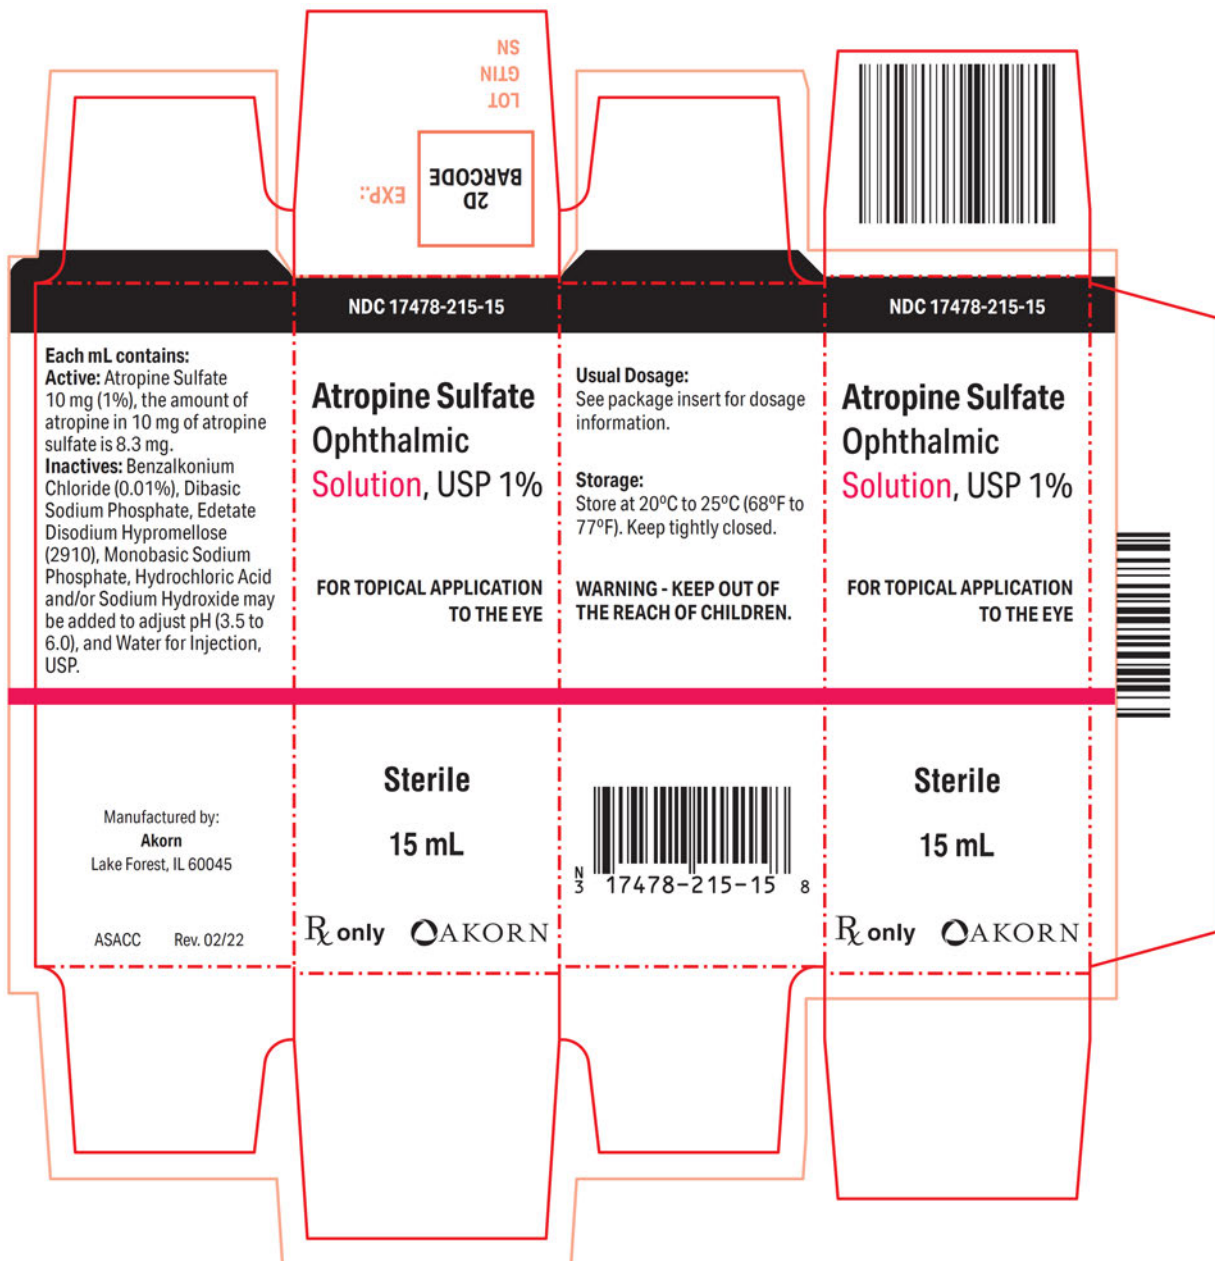 SN
GTIN
LOT
EXP.:
2D
BARCODE
NDC 17478-215-15
Each mL contains:
Active: Atropine Sulfate
10 mg (1%), the amount of
atropine in 10 mg of atropine
sulfate is 8.3 mg.
Inactives: Benzalkonium
Chloride (0.01%), Dibasic
Sodium Phosphate, Edetate
Disodium Hypromellose
(2910), Monobasic Sodium
Phosphate, Hydrochloric Acid
and/or Sodium Hydroxide may
be added to adjust pH (3.5 to
6.0), and Water for Injection,
USP.
Manufactured by:
Akorn
Lake Forest, IL 60045
ASACC Rev. 02/22
Atropine Sulfate
Ophthalmic
Solution, USP 1%
FOR TOPICAL APPLICATION
TO THE EYE
Sterile
15 mL
Rx only AKORN
Usual Dosage:
See package insert for dosage
information.
Storage:
Store at 20ºC to 25ºC (68ºF to
77ºF). Keep tightly closed.
WARNING - KEEP OUT OF
THE REACH OF CHILDREN.
N
3 17478-215-15 8
NDC 17478-215-15
Atropine Sulfate
Ophthalmic
Solution, USP 1%
FOR TOPICAL APPLICATION
TO THE EYE
Sterile
15 mL
Rx only AKORN